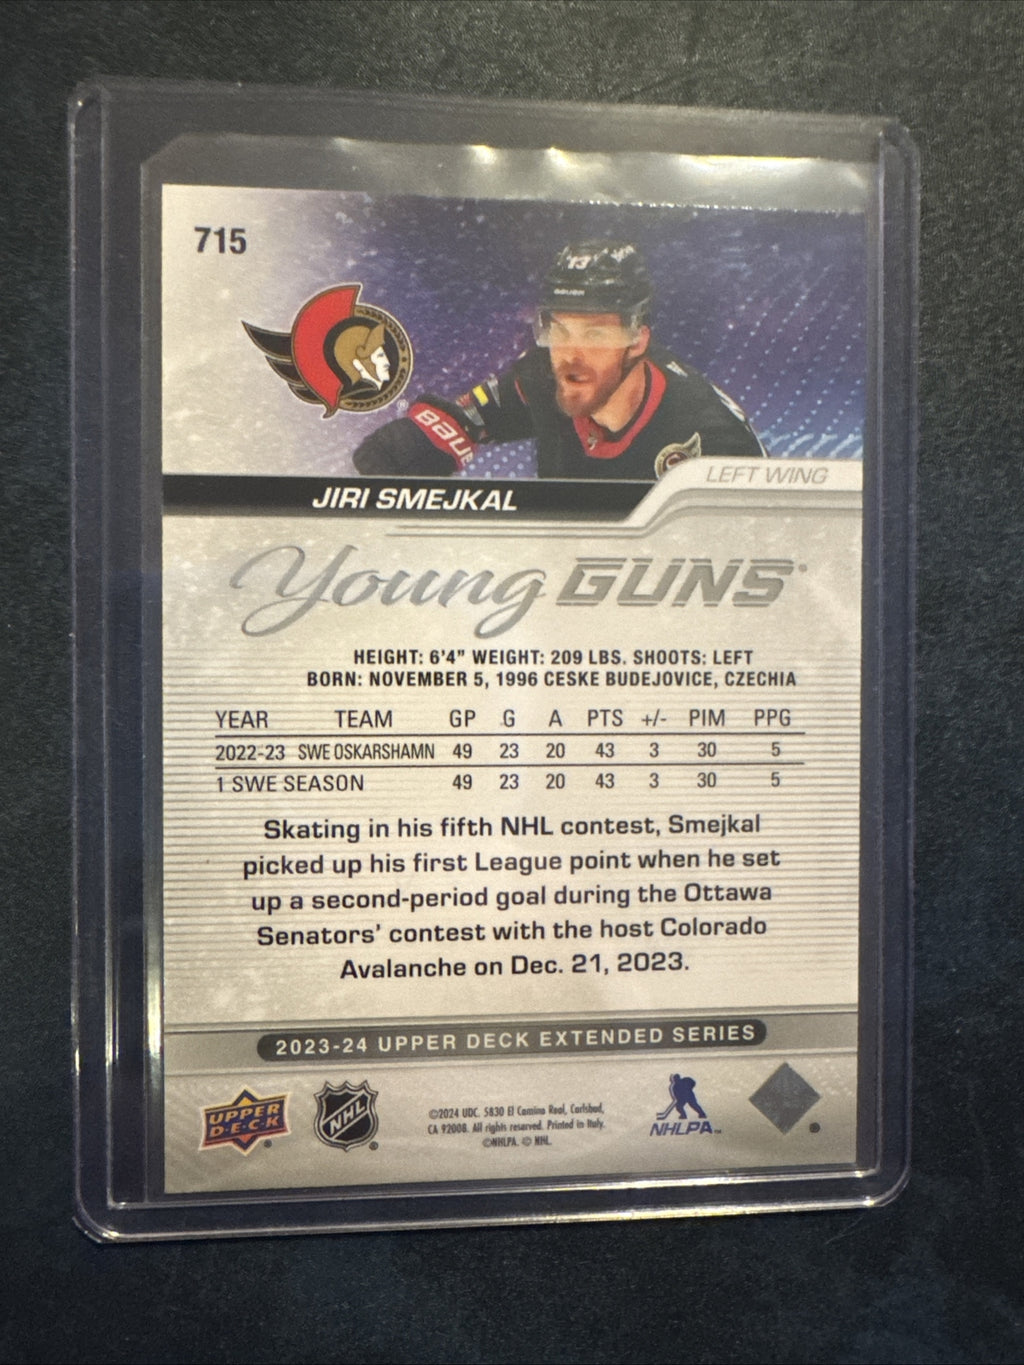 715
13
BAUER
BAUE
LEFT WING
JIRI SMEJKAL
Young GUNS®
HEIGHT: 6'4" WEIGHT: 209 LBS. SHOOTS: LEFT
BORN: NOVEMBER 5, 1996 CESKE BUDEJOVICE, CZECHIA
YEAR TEAM GP G A PTS +/- PIM PPG
2022-23 SWE OSKARSHAMN 49 23 20 43 3 30 5
1 SWE SEASON 49 23 20 43 3 30 5
Skating in his fifth NHL contest, Smejkal
picked up his first League point when he set
up a second-period goal during the Ottawa
Senators' contest with the host Colorado
Avalanche on Dec. 21, 2023.
2023-24 UPPER DECK EXTENDED SERIES
UPPER
D·E·C·K
®
NHL
®
©2024 UDC. 5830 El Camino Real, Carlsbad,
CA 92008. All rights reserved. Printed in Italy.
©NHLPA. © NHL.
NHLPA™
®